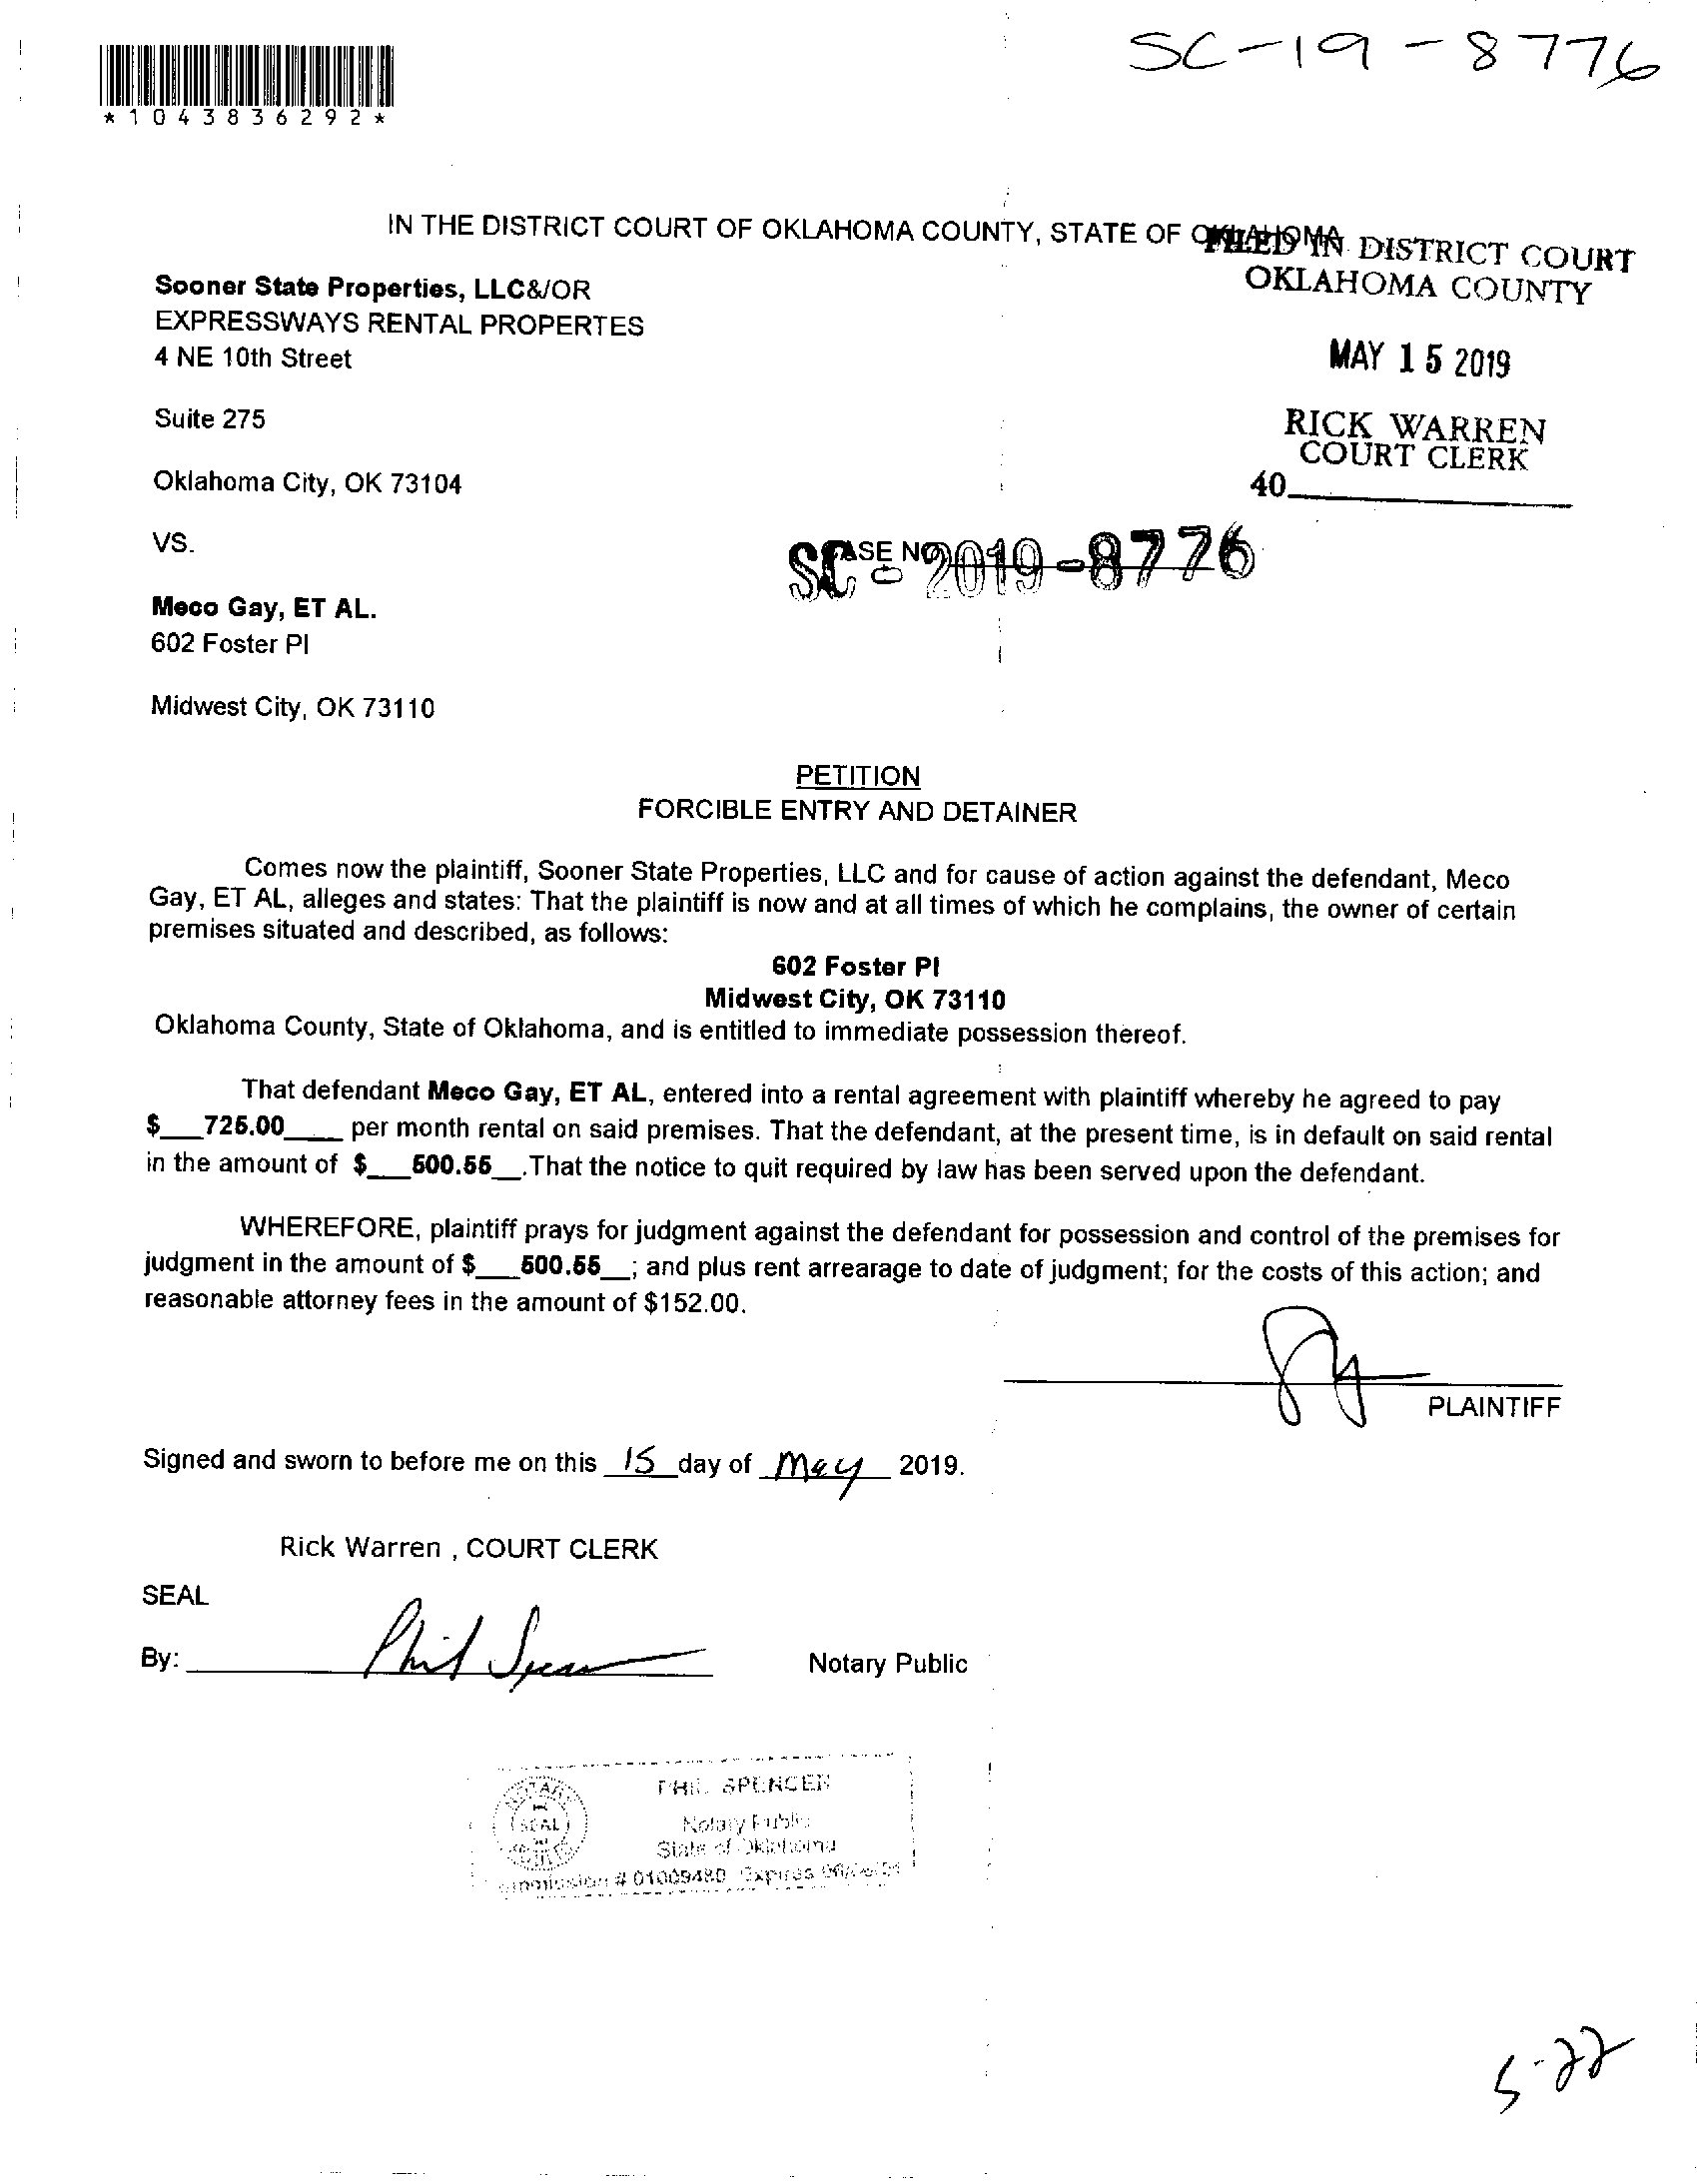 SC-19-8776
*1043836292*
IN THE DISTRICT COURT OF OKLAHOMA COUNTY, STATE OF OKLAHOMA
FILED IN DISTRICT COURT
OKLAHOMA COUNTY
Sooner State Properties, LLC&/OR
EXPRESSWAYS RENTAL PROPERTES
4 NE 10th Street
MAY 15 2019
Suite 275
RICK WARREN
COURT CLERK
Oklahoma City, OK 73104
40
VS.
CASE NO.
SC-2019-8776
Meco Gay, ET AL.
602 Foster Pl
Midwest City, OK 73110
PETITION
FORCIBLE ENTRY AND DETAINER
Comes now the plaintiff, Sooner State Properties, LLC and for cause of action against the defendant, Meco
Gay, ET AL, alleges and states: That the plaintiff is now and at all times of which he complains, the owner of certain
premises situated and described, as follows:
602 Foster Pl
Midwest City, OK 73110
Oklahoma County, State of Oklahoma, and is entitled to immediate possession thereof.
That defendant Meco Gay, ET AL, entered into a rental agreement with plaintiff whereby he agreed to pay
$___725.00____ per month rental on said premises. That the defendant, at the present time, is in default on said rental
in the amount of $___500.55__.That the notice to quit required by law has been served upon the defendant.
WHEREFORE, plaintiff prays for judgment against the defendant for possession and control of the premises for
judgment in the amount of $___500.55__; and plus rent arrearage to date of judgment; for the costs of this action; and
reasonable attorney fees in the amount of $152.00.
PLAINTIFF
Signed and sworn to before me on this 15 day of May 2019.
Rick Warren , COURT CLERK
SEAL
By: Phil Spencer Notary Public
PHIL SPENCER
NOTARY
SEAL
PUBLIC
Notary Public
State of Oklahoma
Commission # 01009480 Expires
5-22